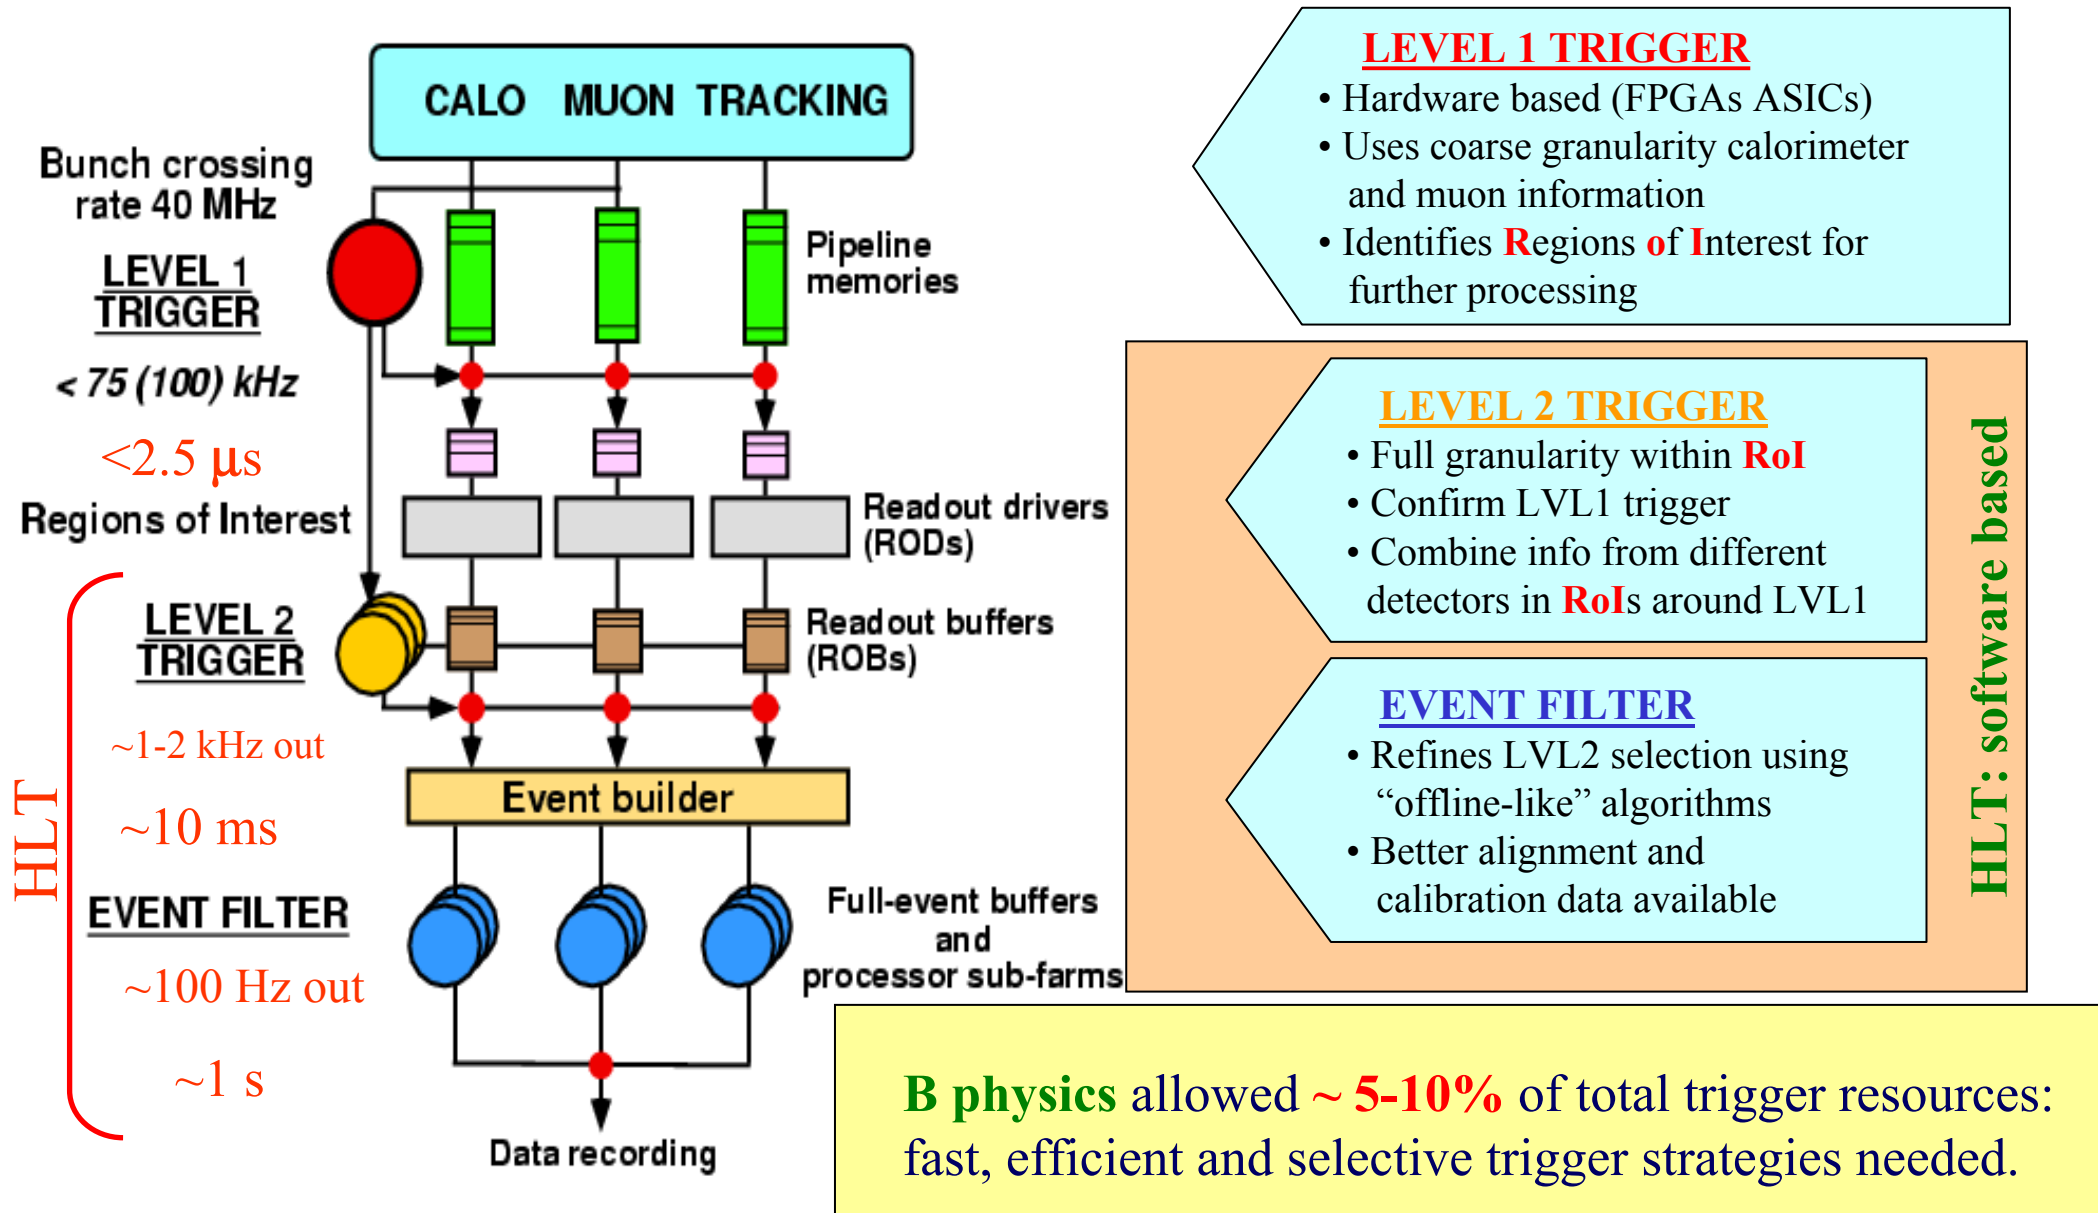 CALO MUON TRACKING
Bunch crossing
rate 40 MHz
LEVEL 1
TRIGGER
< 75 (100) kHz
<2.5 μs
Regions of Interest
Pipeline
memories
Readout drivers
(RODs)
LEVEL 2
TRIGGER
Readout buffers
(ROBs)
~1-2 kHz out
~10 ms
HLT
Event builder
EVENT FILTER
~100 Hz out
~1 s
Full-event buffers
and
processor sub-farms
Data recording
LEVEL 1 TRIGGER
• Hardware based (FPGAs ASICs)
• Uses coarse granularity calorimeter
and muon information
• Identifies Regions of Interest for
further processing
LEVEL 2 TRIGGER
• Full granularity within RoI
• Confirm LVL1 trigger
• Combine info from different
detectors in RoIs around LVL1
EVENT FILTER
• Refines LVL2 selection using
“offline-like” algorithms
• Better alignment and
calibration data available
HLT: software based
B physics allowed ~ 5-10% of total trigger resources:
fast, efficient and selective trigger strategies needed.